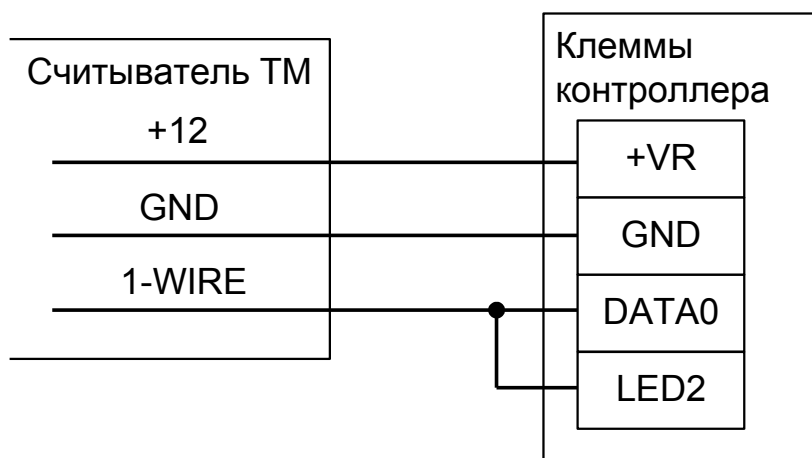 Клеммы
контроллера
Считыватель ТМ
+12
+VR
GND
GND
1-WIRE
DATA0
LED2